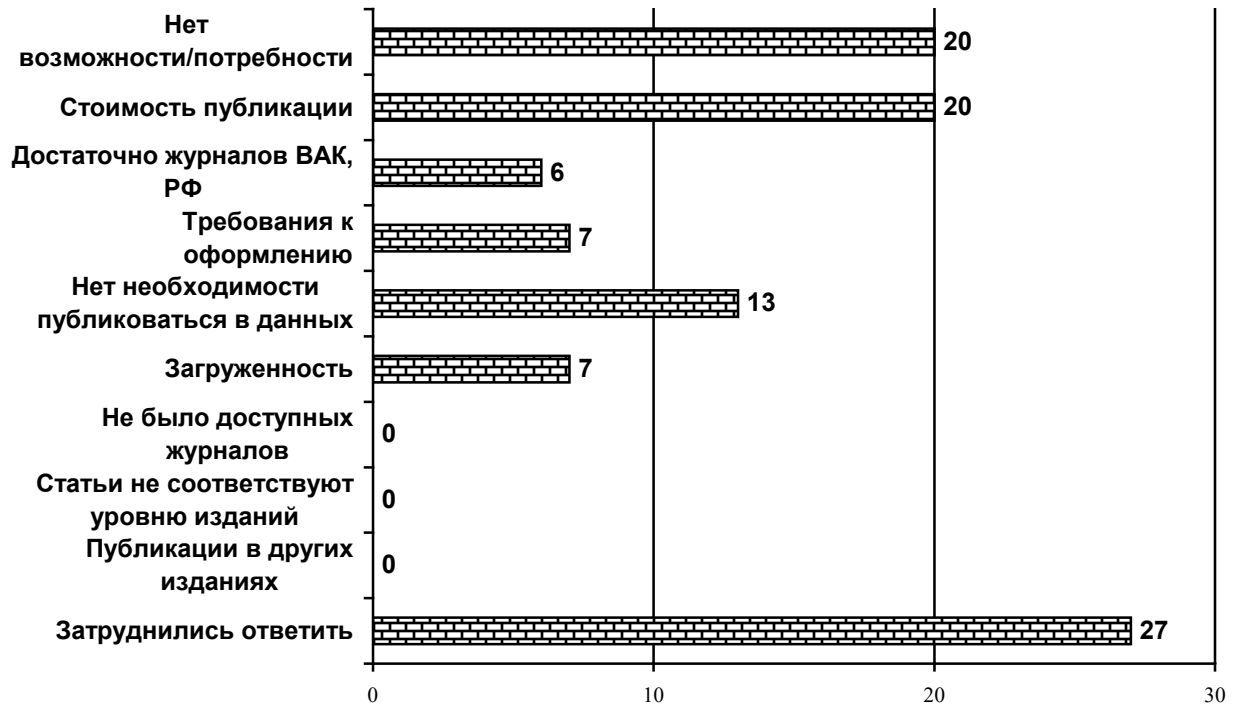 Нет
возможности/потребности
20
Стоимость публикации
20
Достаточно журналов ВАК,
РФ
6
Требования к
оформлению
7
Нет необходимости
публиковаться в данных
13
Загруженность
7
Не было доступных
журналов
0
Статьи не соответствуют
уровню изданий
0
Публикации в других
изданиях
0
Затруднились ответить
27
0 10 20 30